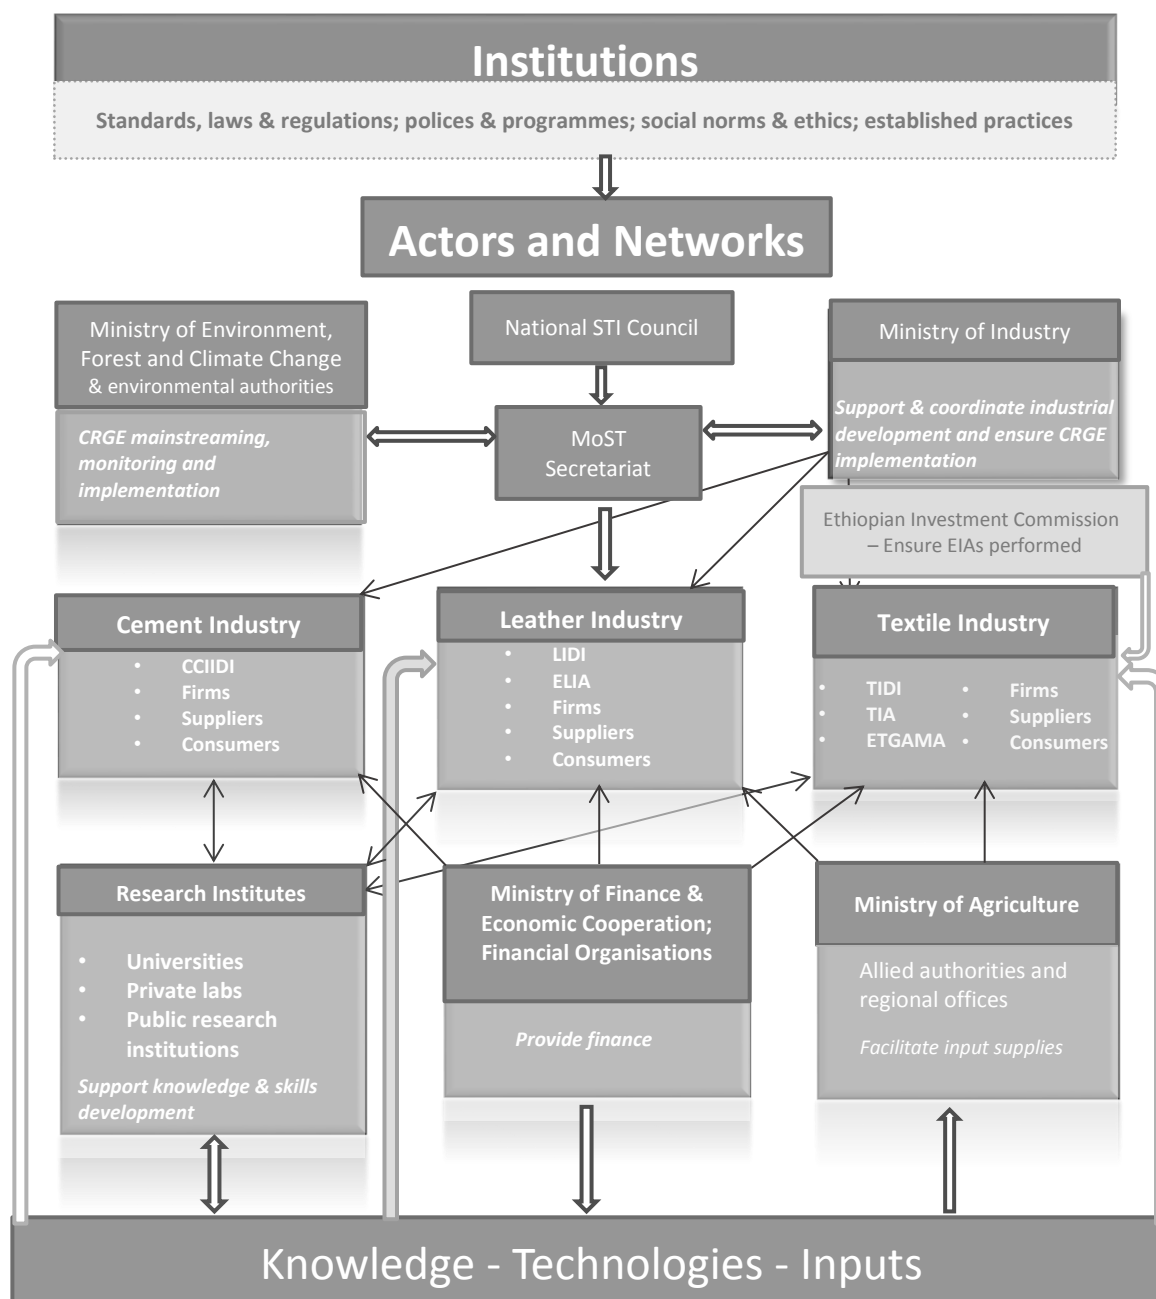 Institutions
Standards, laws & regulations; polices & programmes; social norms & ethics; established practices
Actors and Networks
Ministry of Environment,
Forest and Climate Change
& environmental authorities
CRGE mainstreaming,
monitoring and
implementation
National STI Council
MoST
Secretariat
Ministry of Industry
Support & coordinate industrial
development and ensure CRGE
implementation
Ethiopian Investment Commission
– Ensure EIAs performed
Cement Industry
• CCIIDI
• Firms
• Suppliers
• Consumers
Leather Industry
• LIDI
• ELIA
• Firms
• Suppliers
• Consumers
Textile Industry
• TIDI
• TIA
• ETGAMA
• Firms
• Suppliers
• Consumers
Research Institutes
• Universities
• Private labs
• Public research
institutions
Support knowledge & skills
development
Ministry of Finance &
Economic Cooperation;
Financial Organisations
Provide finance
Ministry of Agriculture
Allied authorities and
regional offices
Facilitate input supplies
Knowledge - Technologies - Inputs